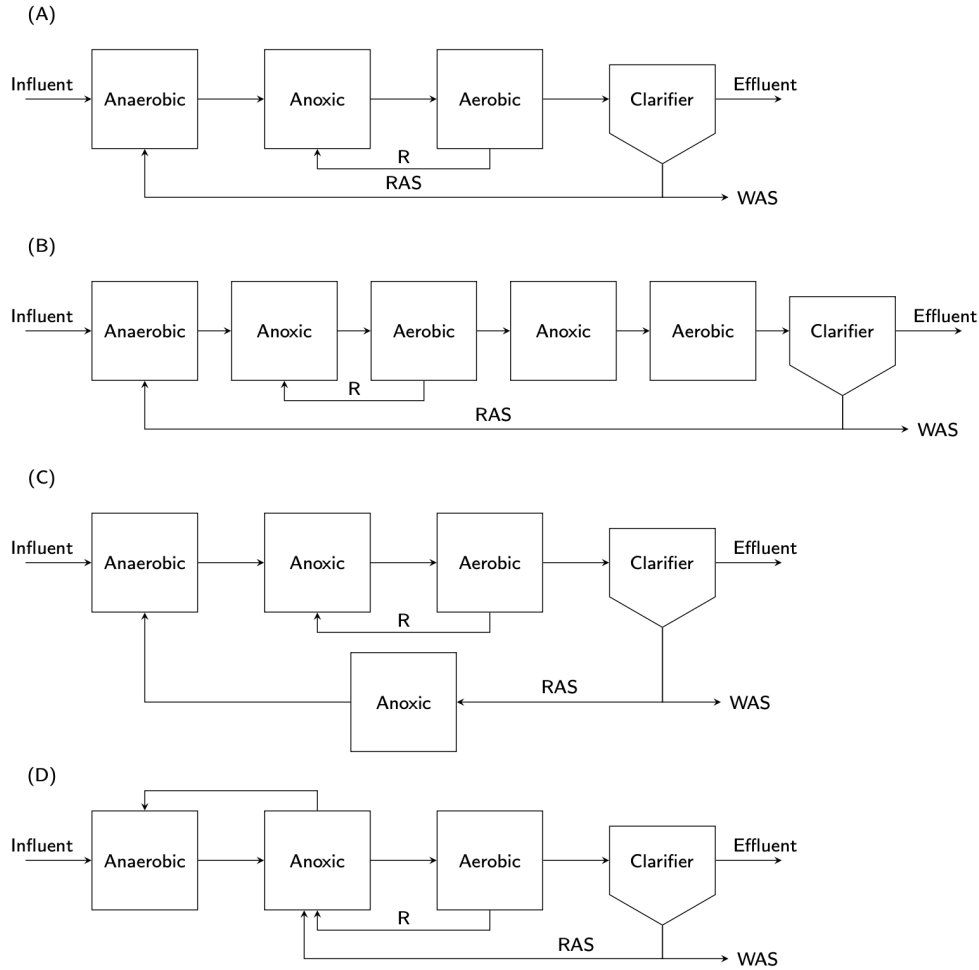 (A)
Influent Anaerobic Anoxic Aerobic Clarifier Effluent
R
RAS
WAS
(B)
Influent Anaerobic Anoxic Aerobic Anoxic Aerobic Clarifier Effluent
R
RAS
WAS
(C)
Influent Anaerobic Anoxic Aerobic Clarifier Effluent
R
Anoxic RAS WAS
(D)
Influent Anaerobic Anoxic Aerobic Clarifier Effluent
R
RAS
WAS